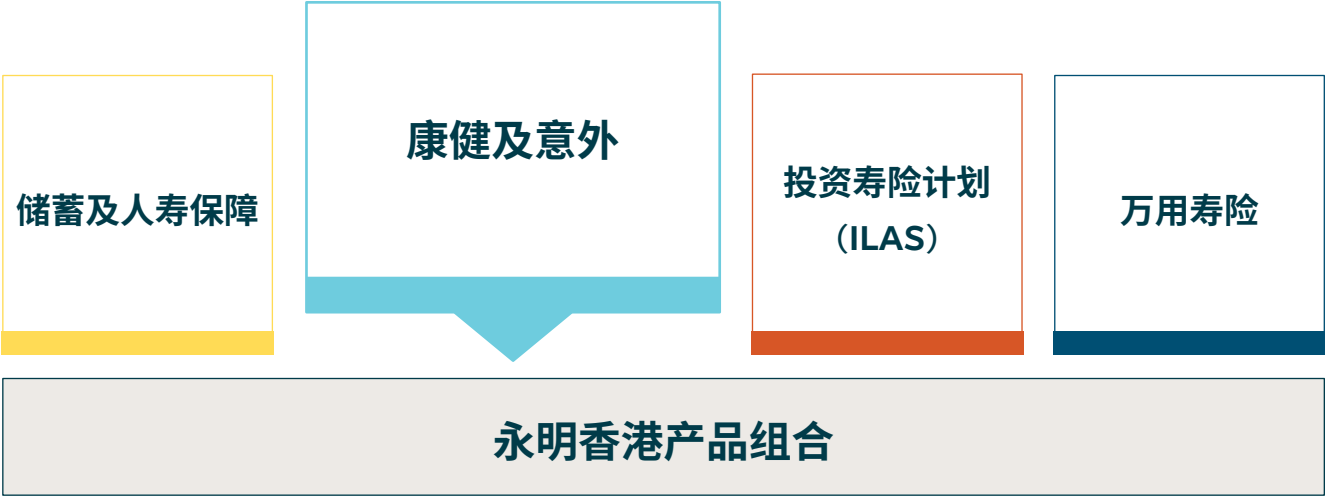 储蓄及人寿保障
康健及意外
投资寿险计划
（ILAS）
万用寿险
永明香港产品组合